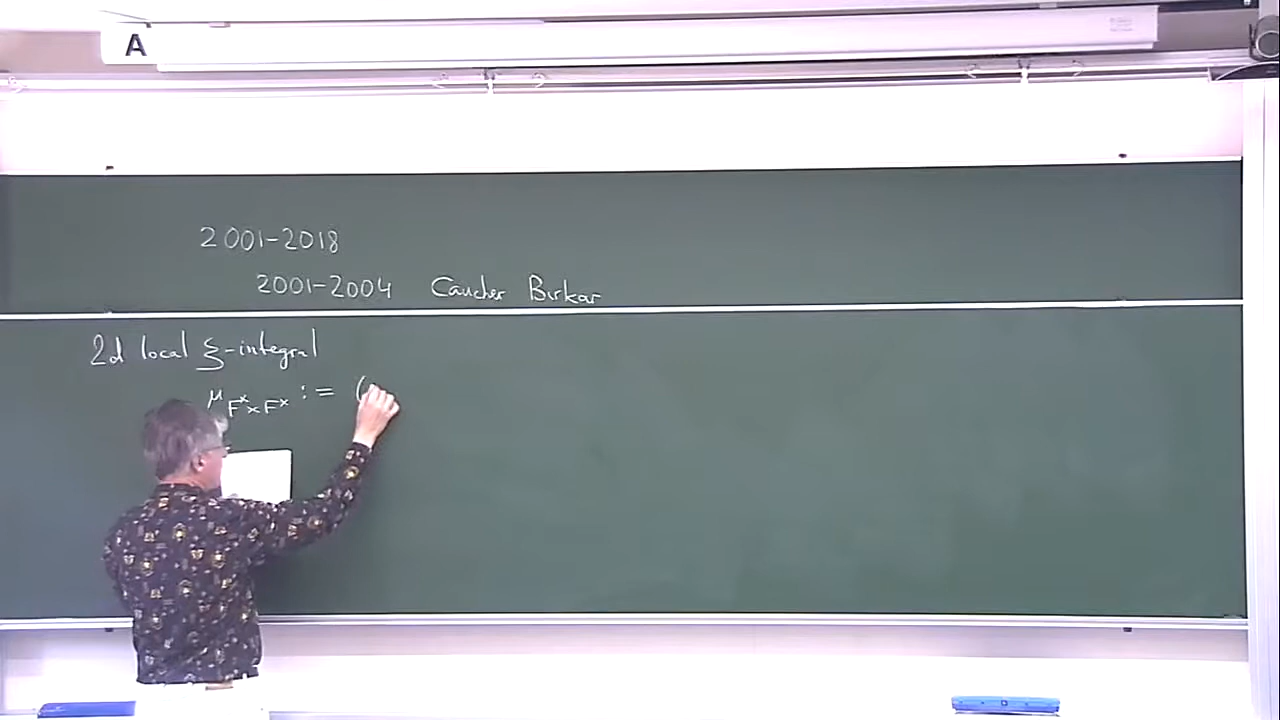 A
2001-2018
2001-2004 Caucher Birkar
2d local ξ-integral
μ_{F^× × F^×} := (